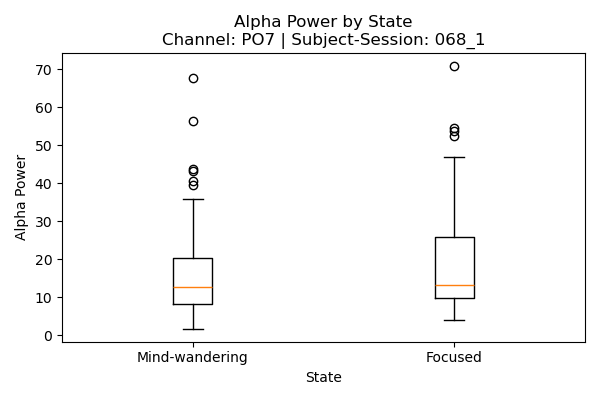 Alpha Power by State
Channel: PO7 | Subject-Session: 068_1
Alpha Power
70
60
50
40
30
20
10
0
Mind-wandering
Focused
State